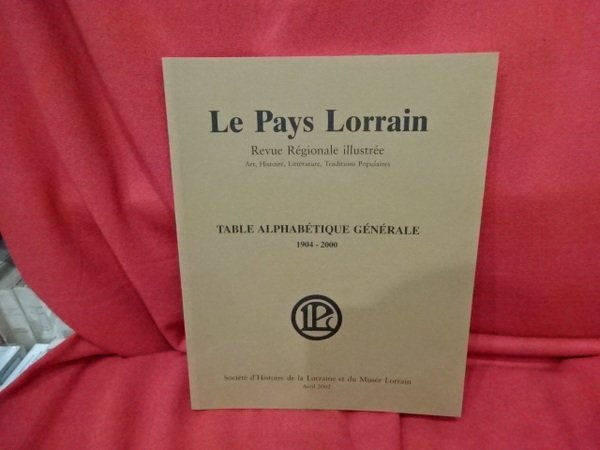 Le Pays Lorrain
Revue Régionale illustrée
Art, Histoire, Littérature, Traditions Populaires
TABLE ALPHABÉTIQUE GÉNÉRALE
1904 - 2000
Société d'Histoire de la Lorraine et du Musée Lorrain
Avril 2002